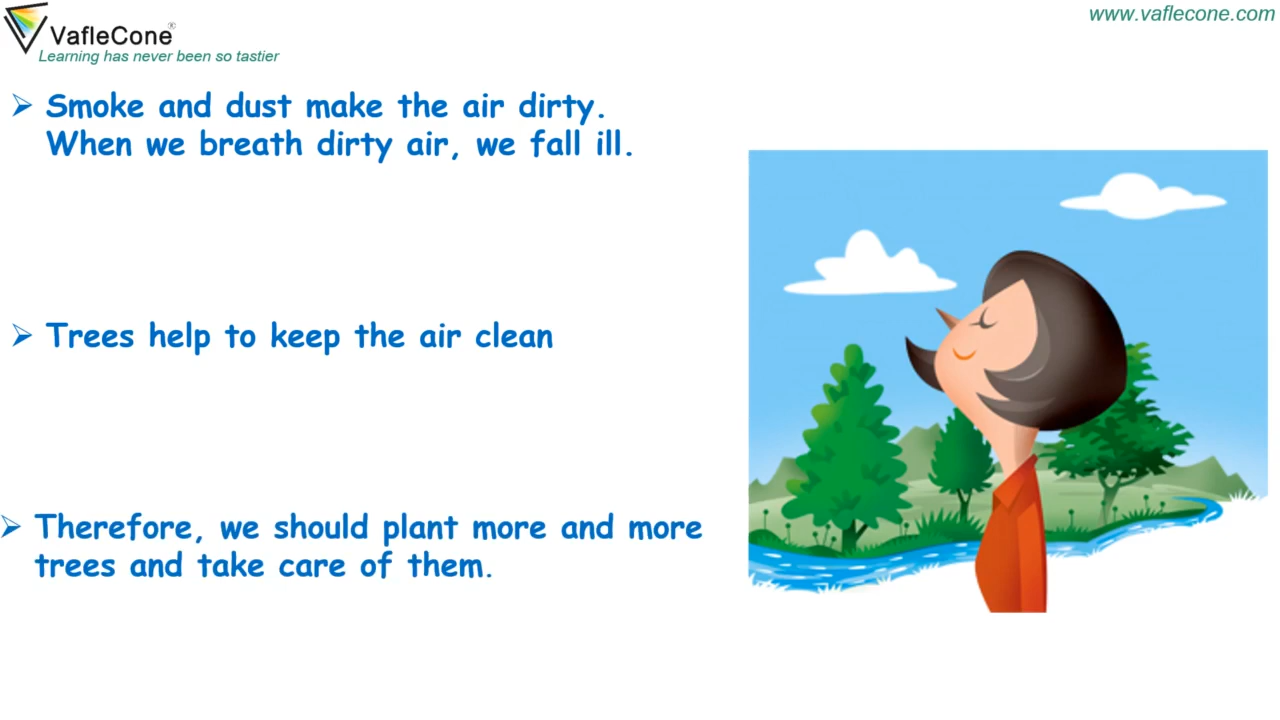 VafleCone®
www.vaflecone.com
Learning has never been so tastier
➢ Smoke and dust make the air dirty.
When we breath dirty air, we fall ill.
➢ Trees help to keep the air clean
➢ Therefore, we should plant more and more
trees and take care of them.